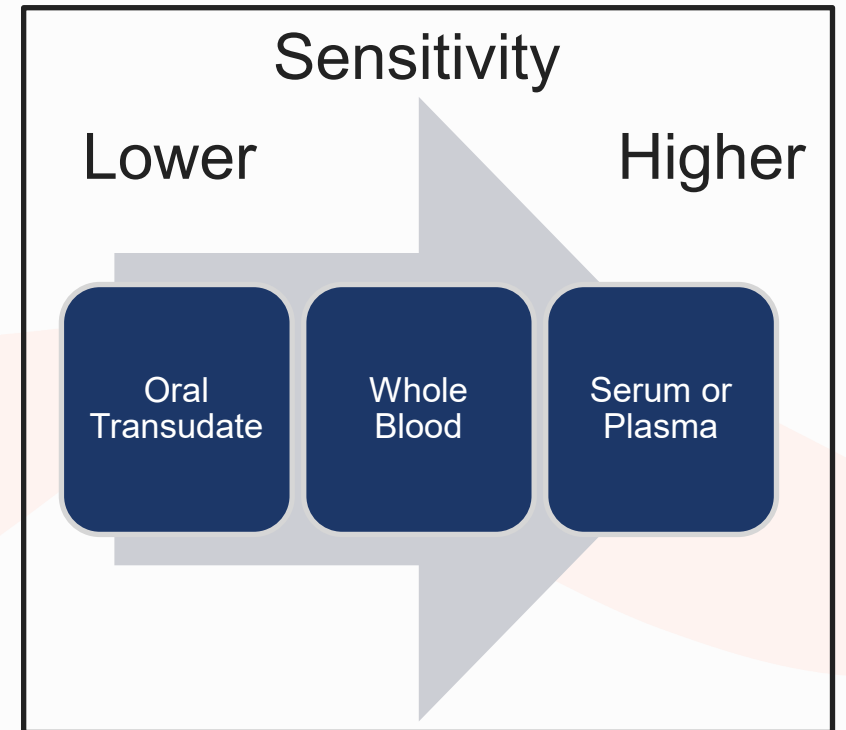 Sensitivity
Lower
Higher
Oral
Transudate
Whole
Blood
Serum or
Plasma